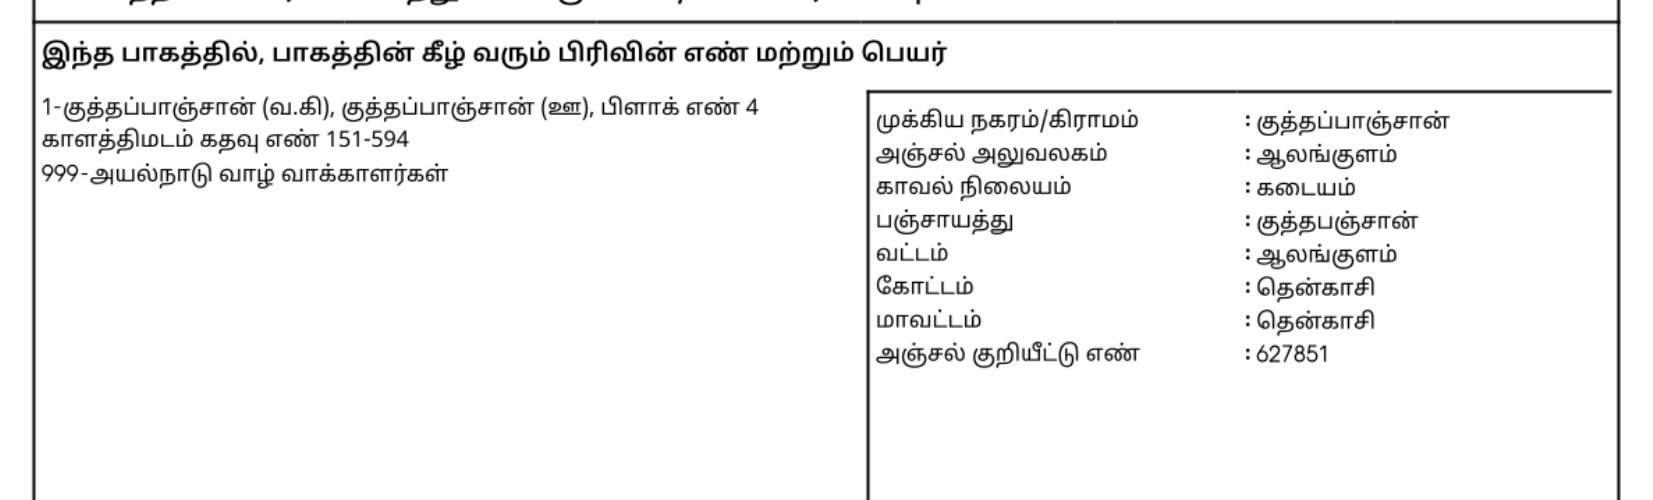 இந்த பாகத்தில், பாகத்தின் கீழ் வரும் பிரிவின் எண் மற்றும் பெயர்
1-குத்தப்பாஞ்சான் (வ.கி), குத்தப்பாஞ்சான் (ஊ), பிளாக் எண் 4
காளத்திமடம் கதவு எண் 151-594
999-அயல்நாடு வாழ் வாக்காளர்கள்
முக்கிய நகரம்/கிராமம் : குத்தப்பாஞ்சான்
அஞ்சல் அலுவலகம் : ஆலங்குளம்
காவல் நிலையம் : கடையம்
பஞ்சாயத்து : குத்தபஞ்சான்
வட்டம் : ஆலங்குளம்
கோட்டம் : தென்காசி
மாவட்டம் : தென்காசி
அஞ்சல் குறியீட்டு எண் : 627851